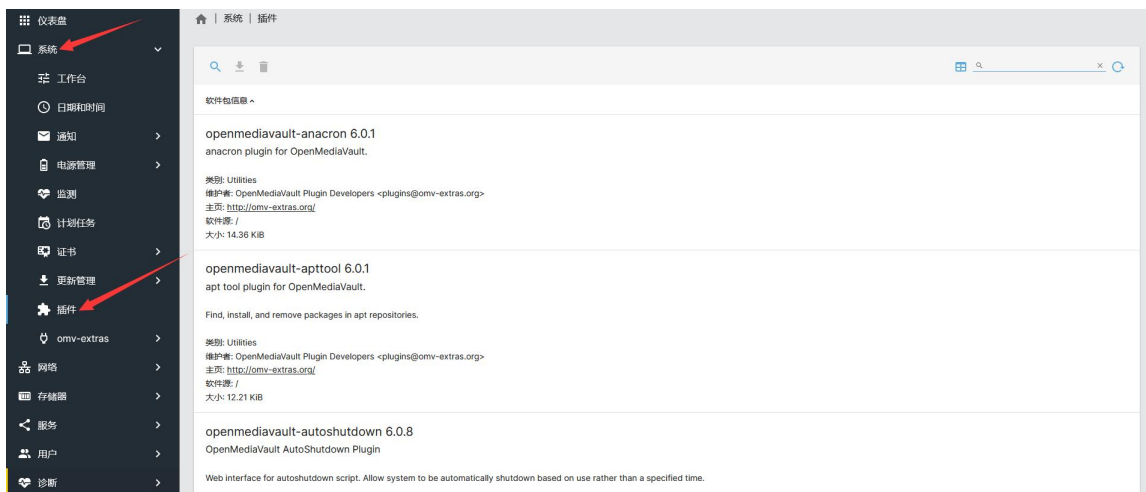 仪表盘
系统
工作台
日期和时间
通知
电源管理
监测
计划任务
证书
更新管理
插件
omv-extras
网络
存储器
服务
用户
诊断
| 系统 | 插件
软件包信息
openmediavault-anacron 6.0.1
anacron plugin for OpenMediaVault.
类别: Utilities
维护者: OpenMediaVault Plugin Developers <plugins@omv-extras.org>
主页: http://omv-extras.org/
软件源: /
大小: 14.36 KiB
openmediavault-apttool 6.0.1
apt tool plugin for OpenMediaVault.
Find, install, and remove packages in apt repositories.
类别: Utilities
维护者: OpenMediaVault Plugin Developers <plugins@omv-extras.org>
主页: http://omv-extras.org/
软件源: /
大小: 12.21 KiB
openmediavault-autoshutdown 6.0.8
OpenMediaVault AutoShutdown Plugin
Web interface for autoshutdown script. Allow system to be automatically shutdown based on use rather than a specified time.